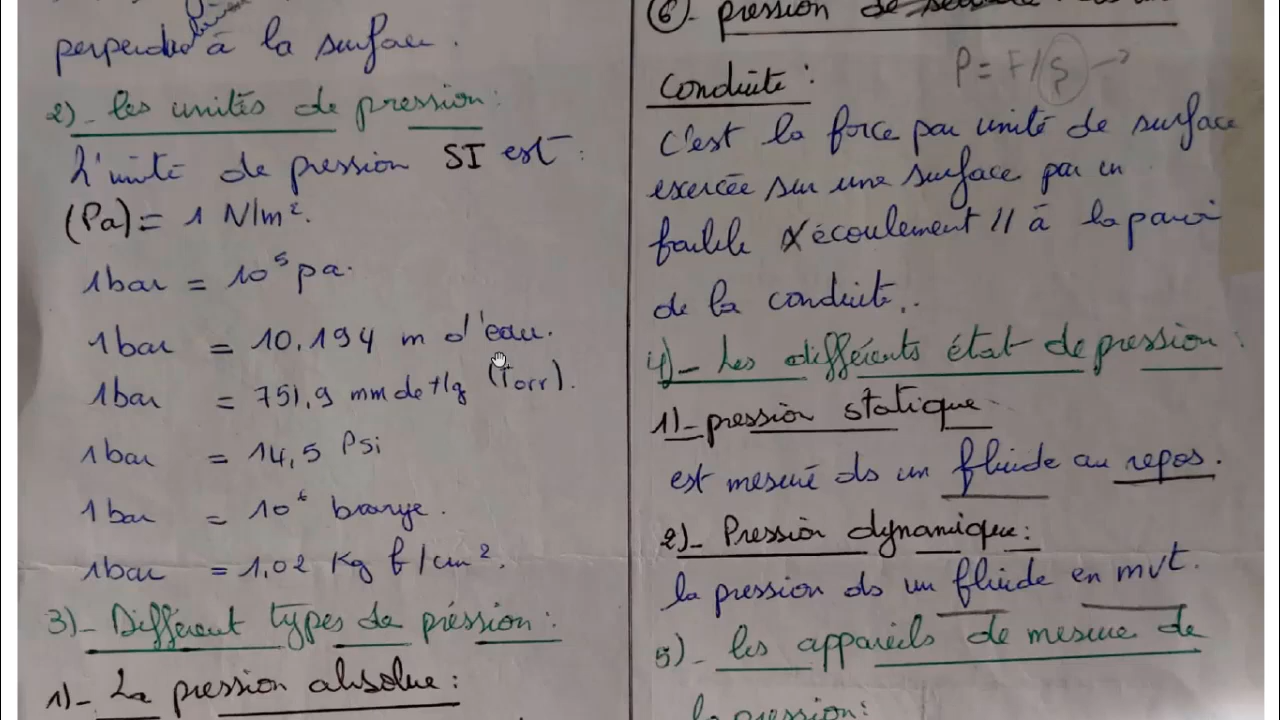 perpendi à la surface.
2)- les unités de pression:
L'unité de pression SI est:
(Pa) = 1 N/m².
1bar = 10⁵ pa.
1bar = 10.194 m d'eau.
1bar = 751,9 mm de Hg (Torr).
1bar = 14,5 Psi
1bar = 10⁶ barye.
1bar = 1,02 Kg f/cm².
3)- Différent types de préssion:
1)- La pression absolue:
6 - pression de
conduite:
P = F/S →
C'est la force par unité de surface
exercée sur une surface par un
faible écoulement // à la paroi
de la conduite..
4)- Les différents état de pression:
1)- pression statique
est mesuré ds un fluide au repos.
2)- Pression dynamique:
la pression ds un fluide en mvt.
5)- les appareils de mesure de
la pression: